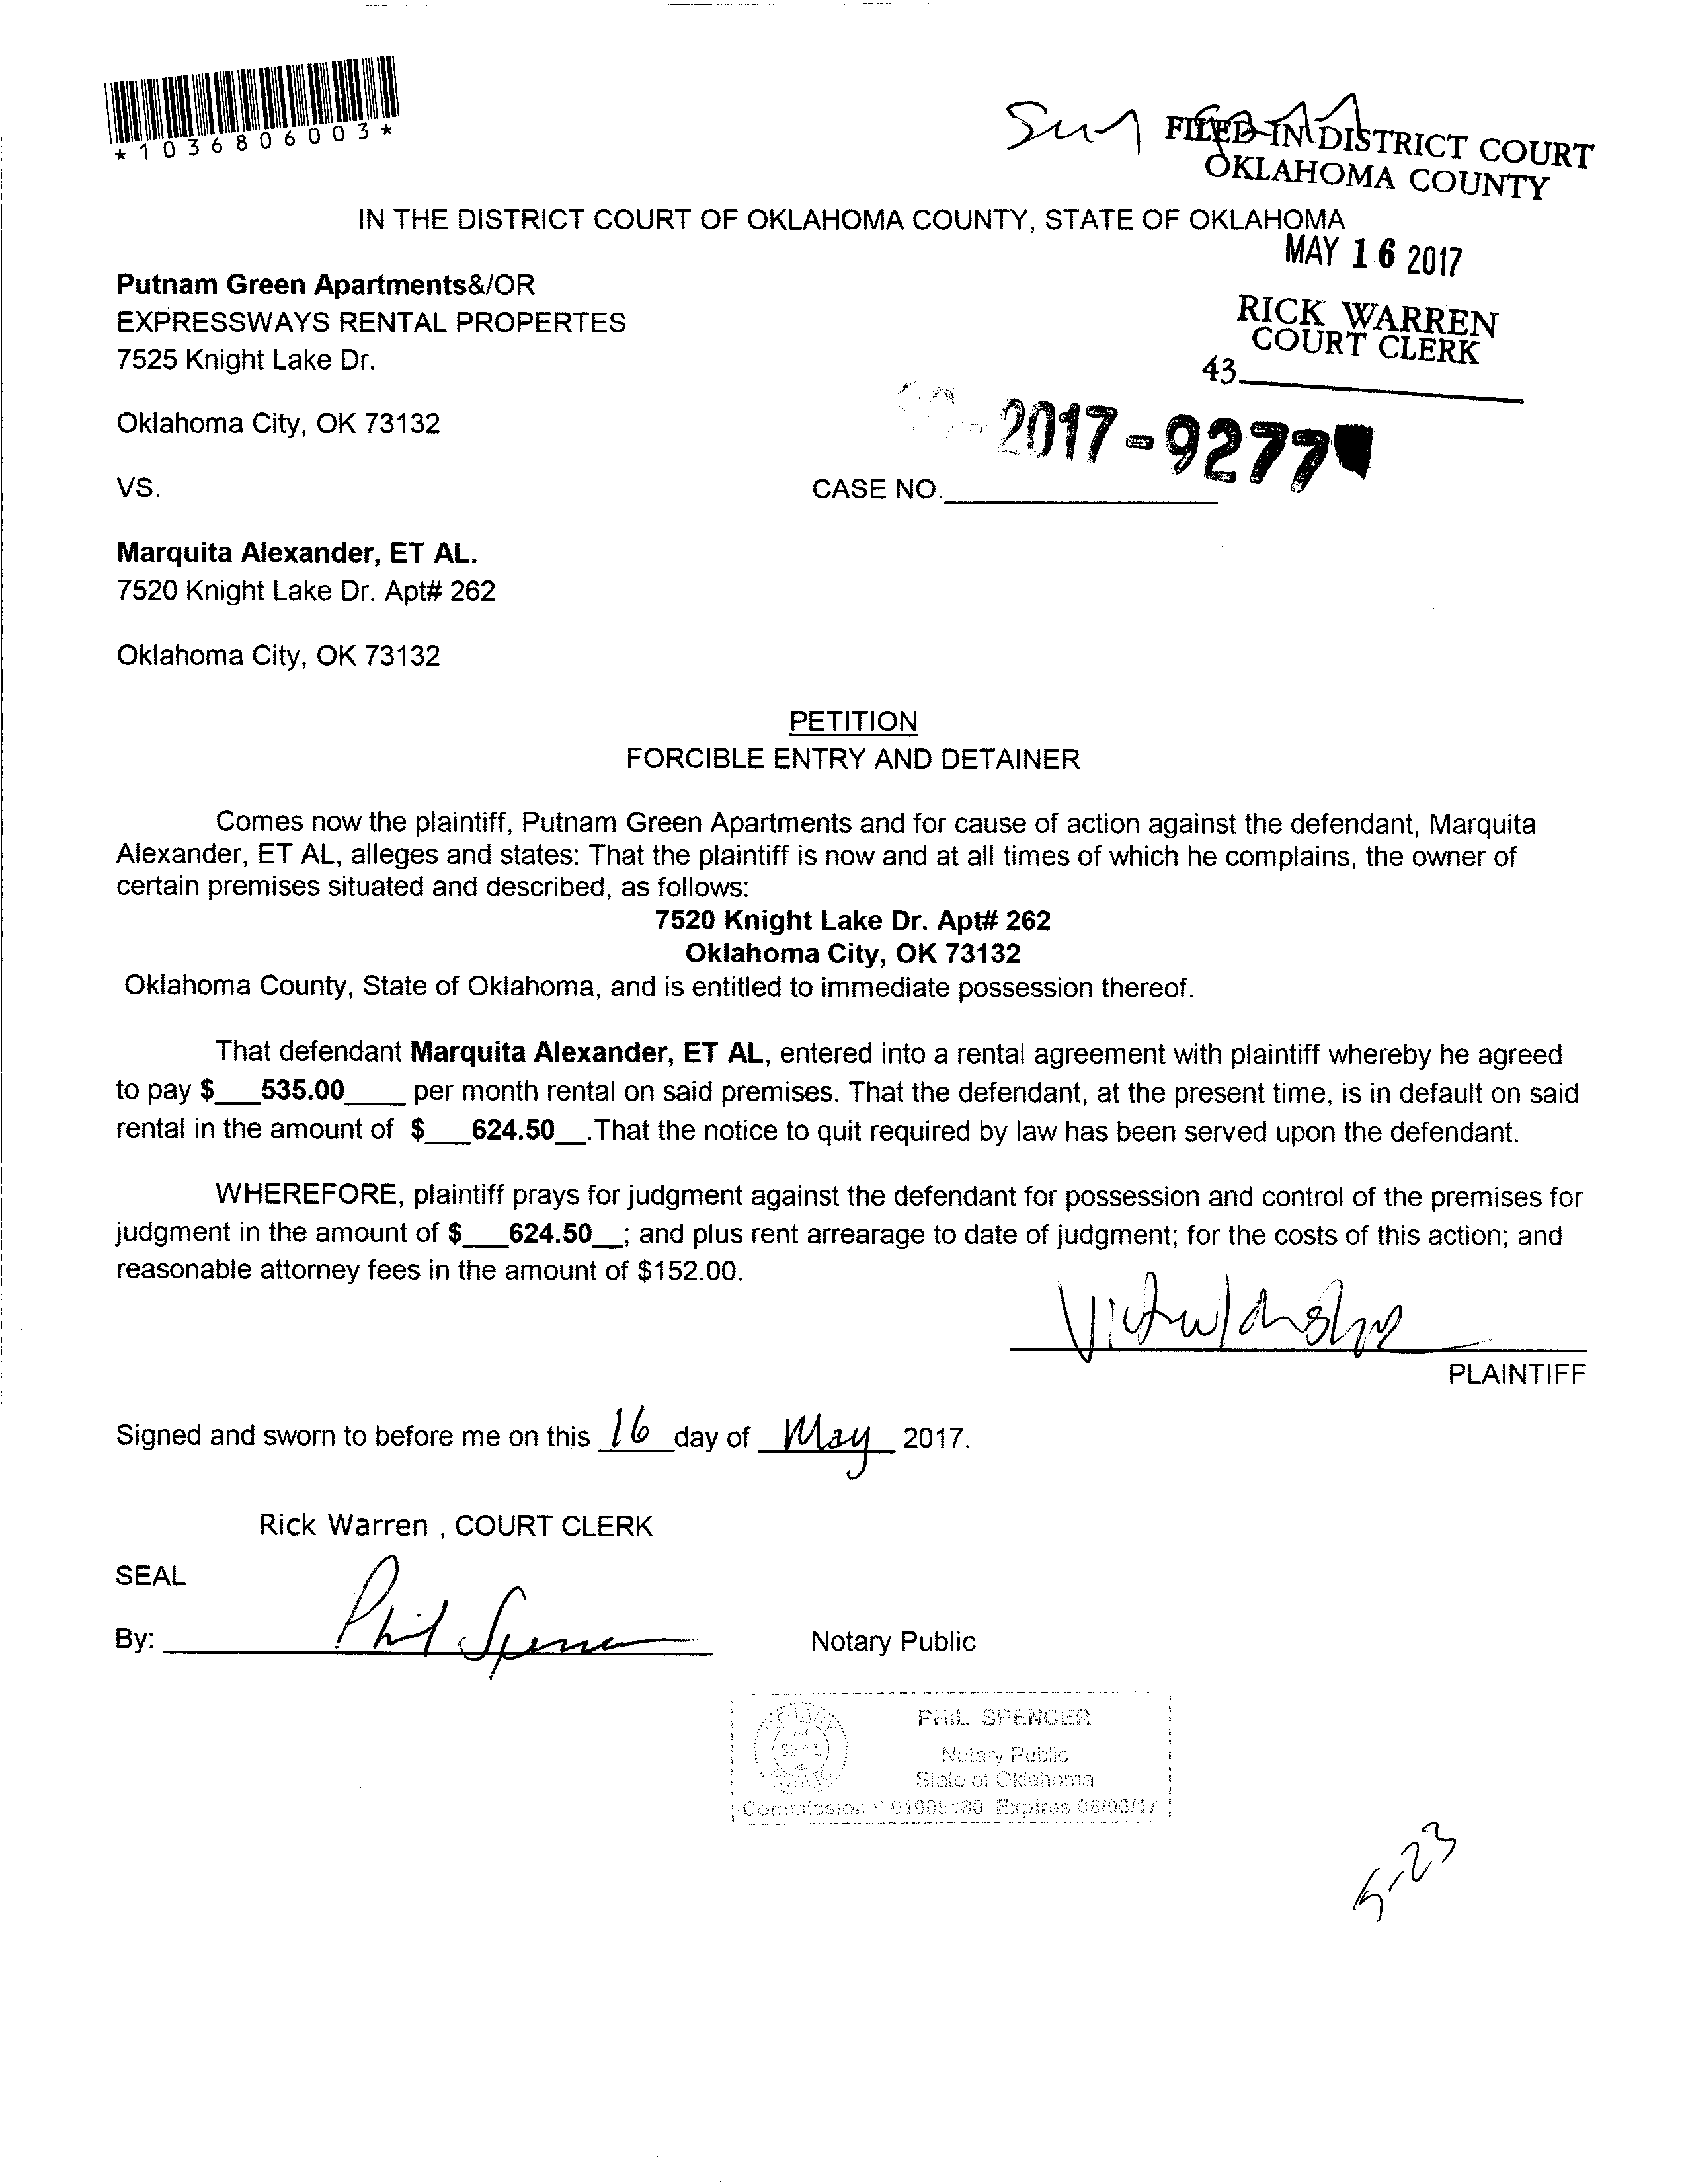 *1036806003*
FILED IN DISTRICT COURT
OKLAHOMA COUNTY
IN THE DISTRICT COURT OF OKLAHOMA COUNTY, STATE OF OKLAHOMA
MAY 16 2017
Putnam Green Apartments&/OR
EXPRESSWAYS RENTAL PROPERTES
RICK WARREN
COURT CLERK
7525 Knight Lake Dr.
43
Oklahoma City, OK 73132
-2017-9277
VS.
CASE NO.
Marquita Alexander, ET AL.
7520 Knight Lake Dr. Apt# 262
Oklahoma City, OK 73132
PETITION
FORCIBLE ENTRY AND DETAINER
Comes now the plaintiff, Putnam Green Apartments and for cause of action against the defendant, Marquita
Alexander, ET AL, alleges and states: That the plaintiff is now and at all times of which he complains, the owner of
certain premises situated and described, as follows:
7520 Knight Lake Dr. Apt# 262
Oklahoma City, OK 73132
Oklahoma County, State of Oklahoma, and is entitled to immediate possession thereof.
That defendant Marquita Alexander, ET AL, entered into a rental agreement with plaintiff whereby he agreed
to pay $___535.00____ per month rental on said premises. That the defendant, at the present time, is in default on said
rental in the amount of $___624.50__.That the notice to quit required by law has been served upon the defendant.
WHEREFORE, plaintiff prays for judgment against the defendant for possession and control of the premises for
judgment in the amount of $___624.50__; and plus rent arrearage to date of judgment; for the costs of this action; and
reasonable attorney fees in the amount of $152.00.
PLAINTIFF
Signed and sworn to before me on this 16 day of May 2017.
Rick Warren , COURT CLERK
SEAL
By: Phil Spencer
Notary Public
PHIL SPENCER
Notary Public
State of Oklahoma
Commission # 01009480 Expires 06/00/17
5-23